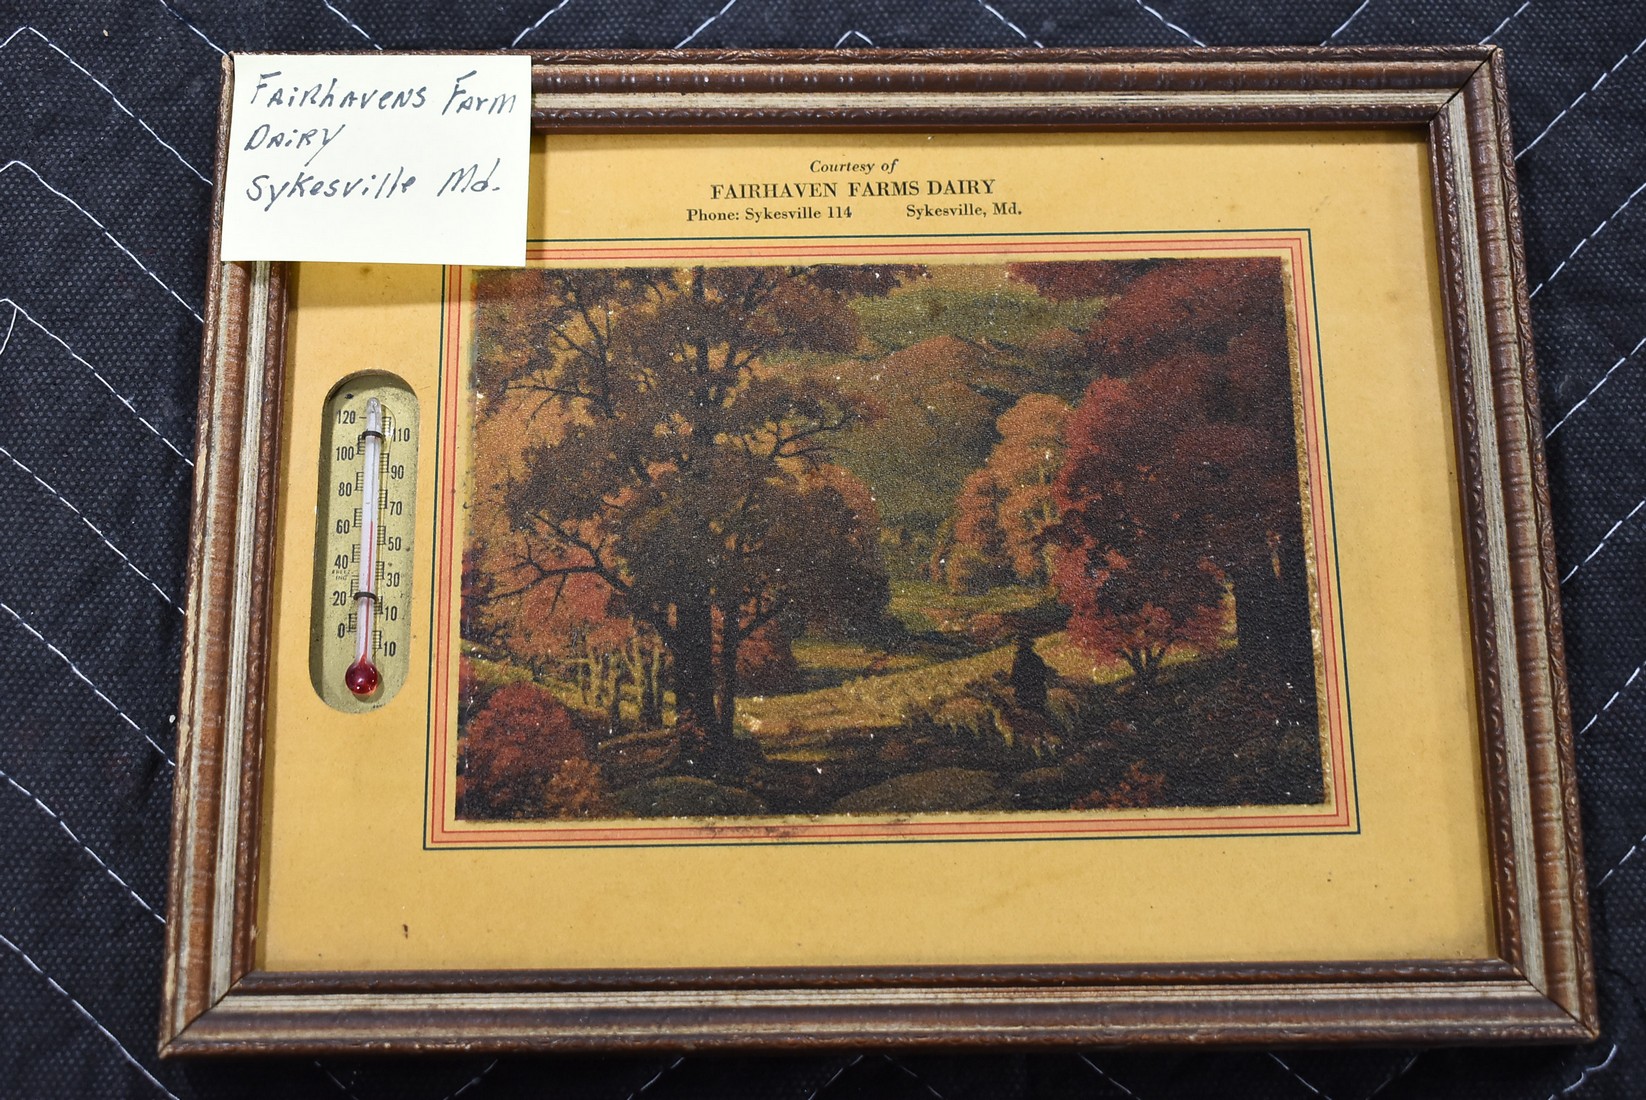 Fairhavens Farm
Dairy
Sykesville Md.
Courtesy of
FAIRHAVEN FARMS DAIRY
Phone: Sykesville 114 Sykesville, Md.
120
110
100
90
80
70
60
50
40
30
20
10
0
10